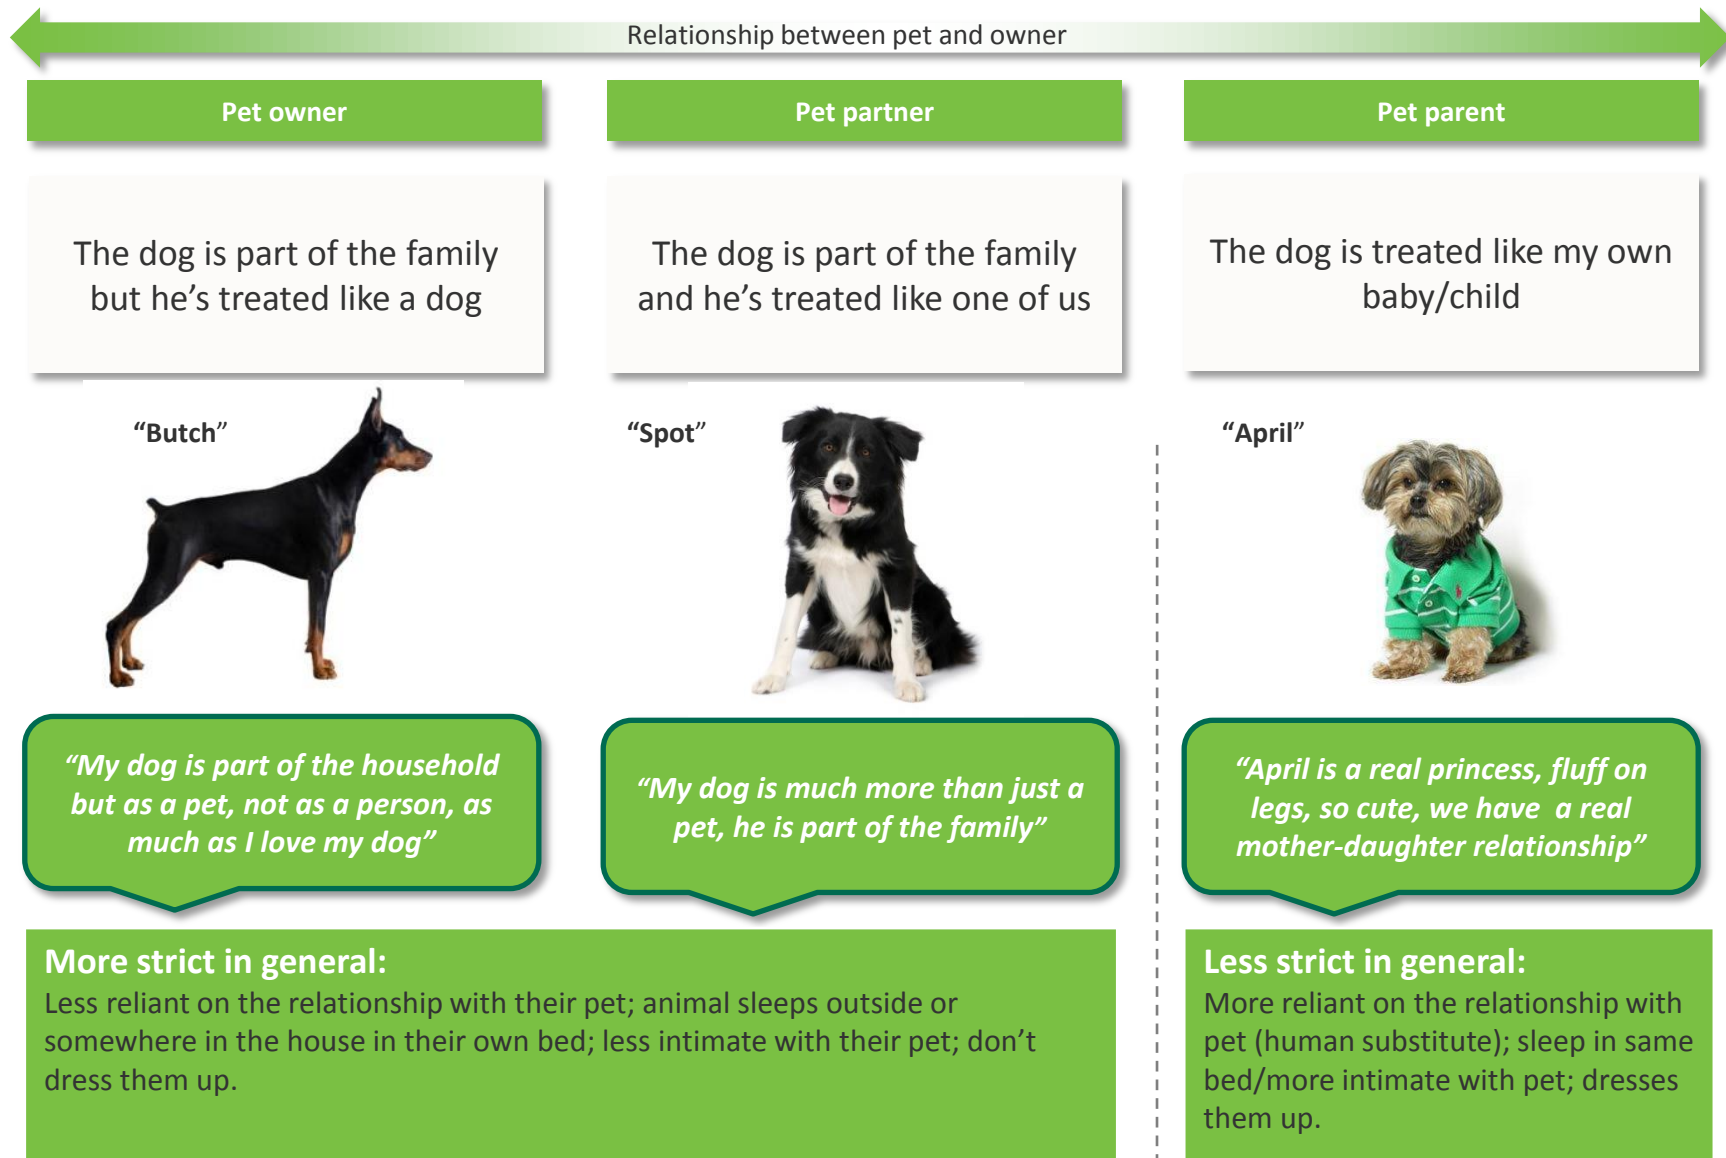 Relationship between pet and owner
Pet owner
Pet partner
Pet parent
The dog is part of the family
but he's treated like a dog
The dog is part of the family
and he's treated like one of us
The dog is treated like my own
baby/child
“Butch”
“Spot”
“April”
“My dog is part of the household
but as a pet, not as a person, as
much as I love my dog”
“My dog is much more than just a
pet, he is part of the family”
“April is a real princess, fluff on
legs, so cute, we have a real
mother-daughter relationship”
More strict in general:
Less reliant on the relationship with their pet; animal sleeps outside or
somewhere in the house in their own bed; less intimate with their pet; don't
dress them up.
Less strict in general:
More reliant on the relationship with
pet (human substitute); sleep in same
bed/more intimate with pet; dresses
them up.